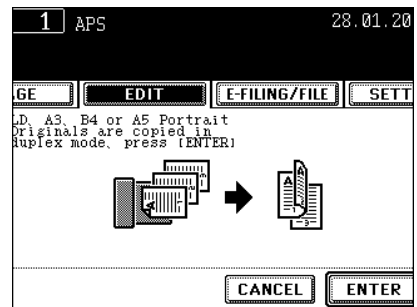 1 APS 28.01.20
GE EDIT E-FILING/FILE SETT
LD, A3, B4 or A5 Portrait
Originals are copied in
duplex mode, press [ENTER]
CANCEL ENTER